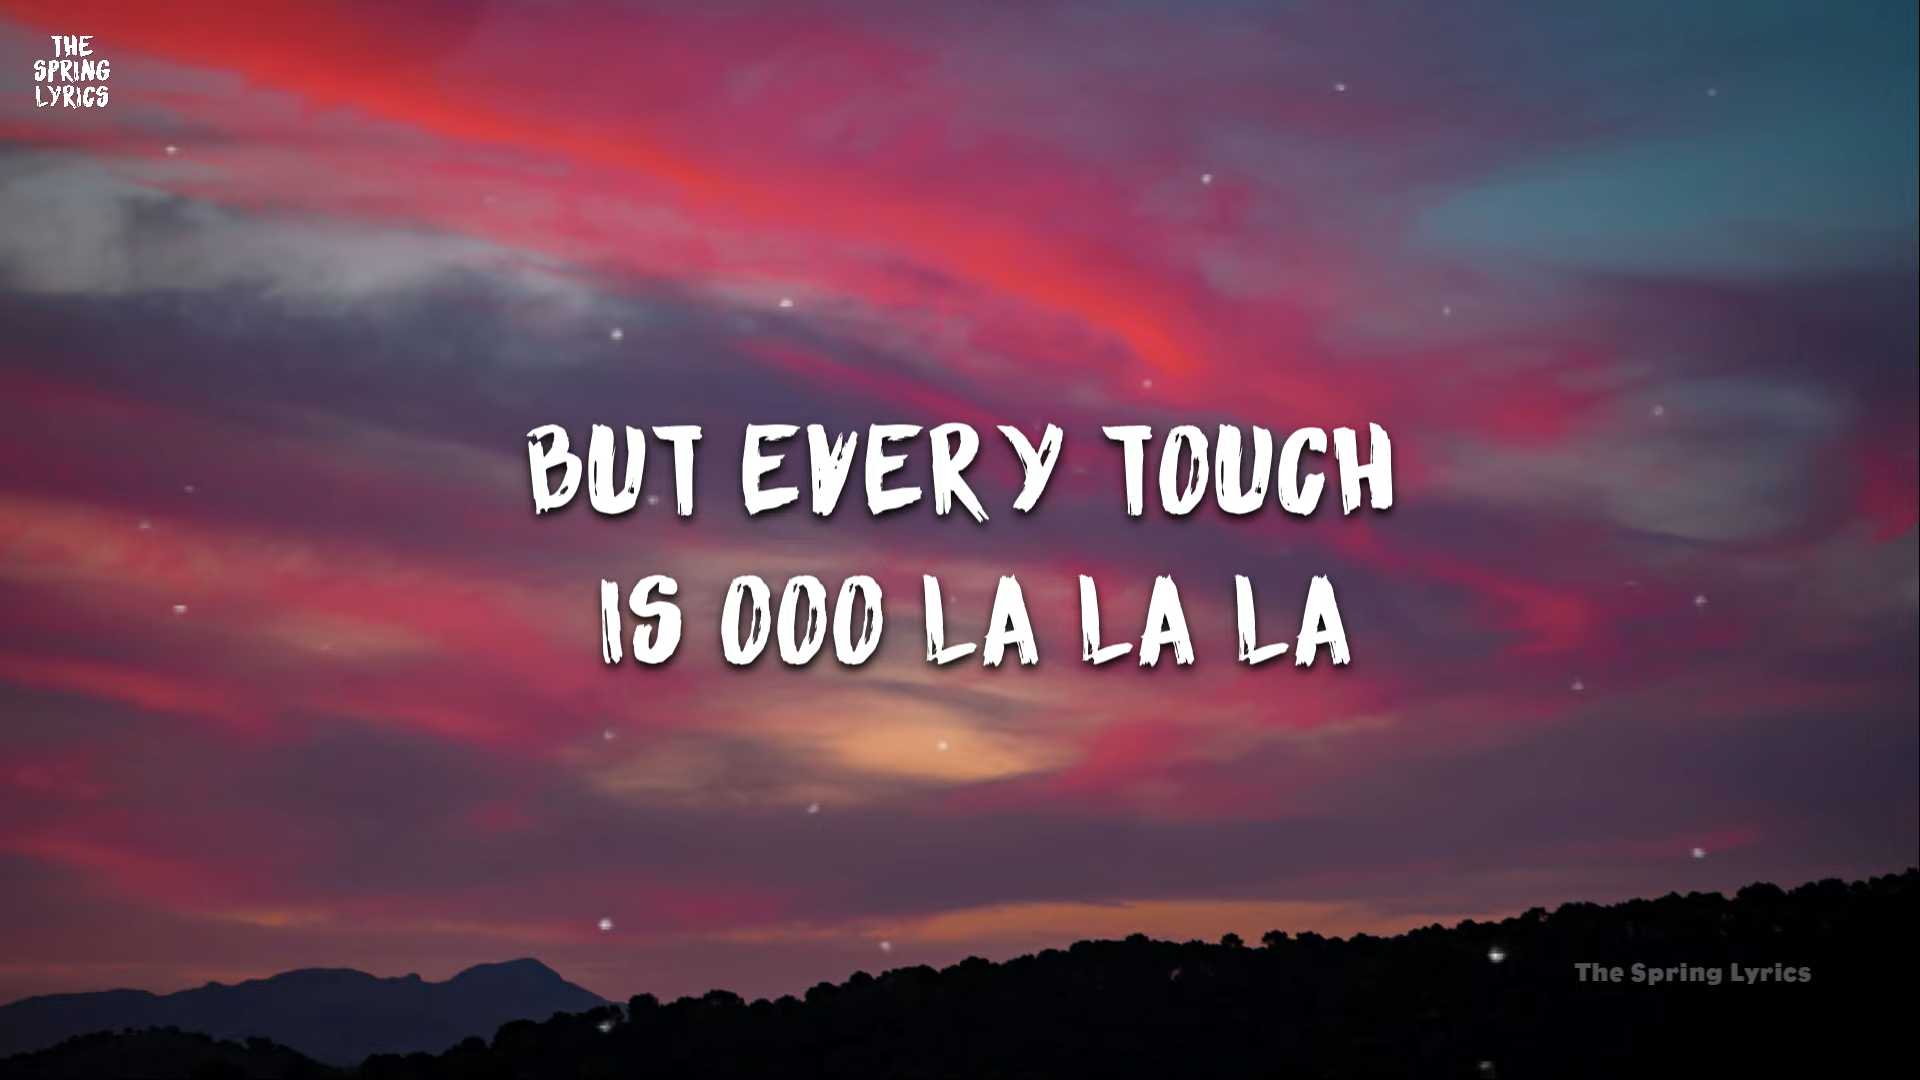 THE
SPRING
LYRICS
BUT EVERY TOUCH
IS OOO LA LA LA
The Spring Lyrics